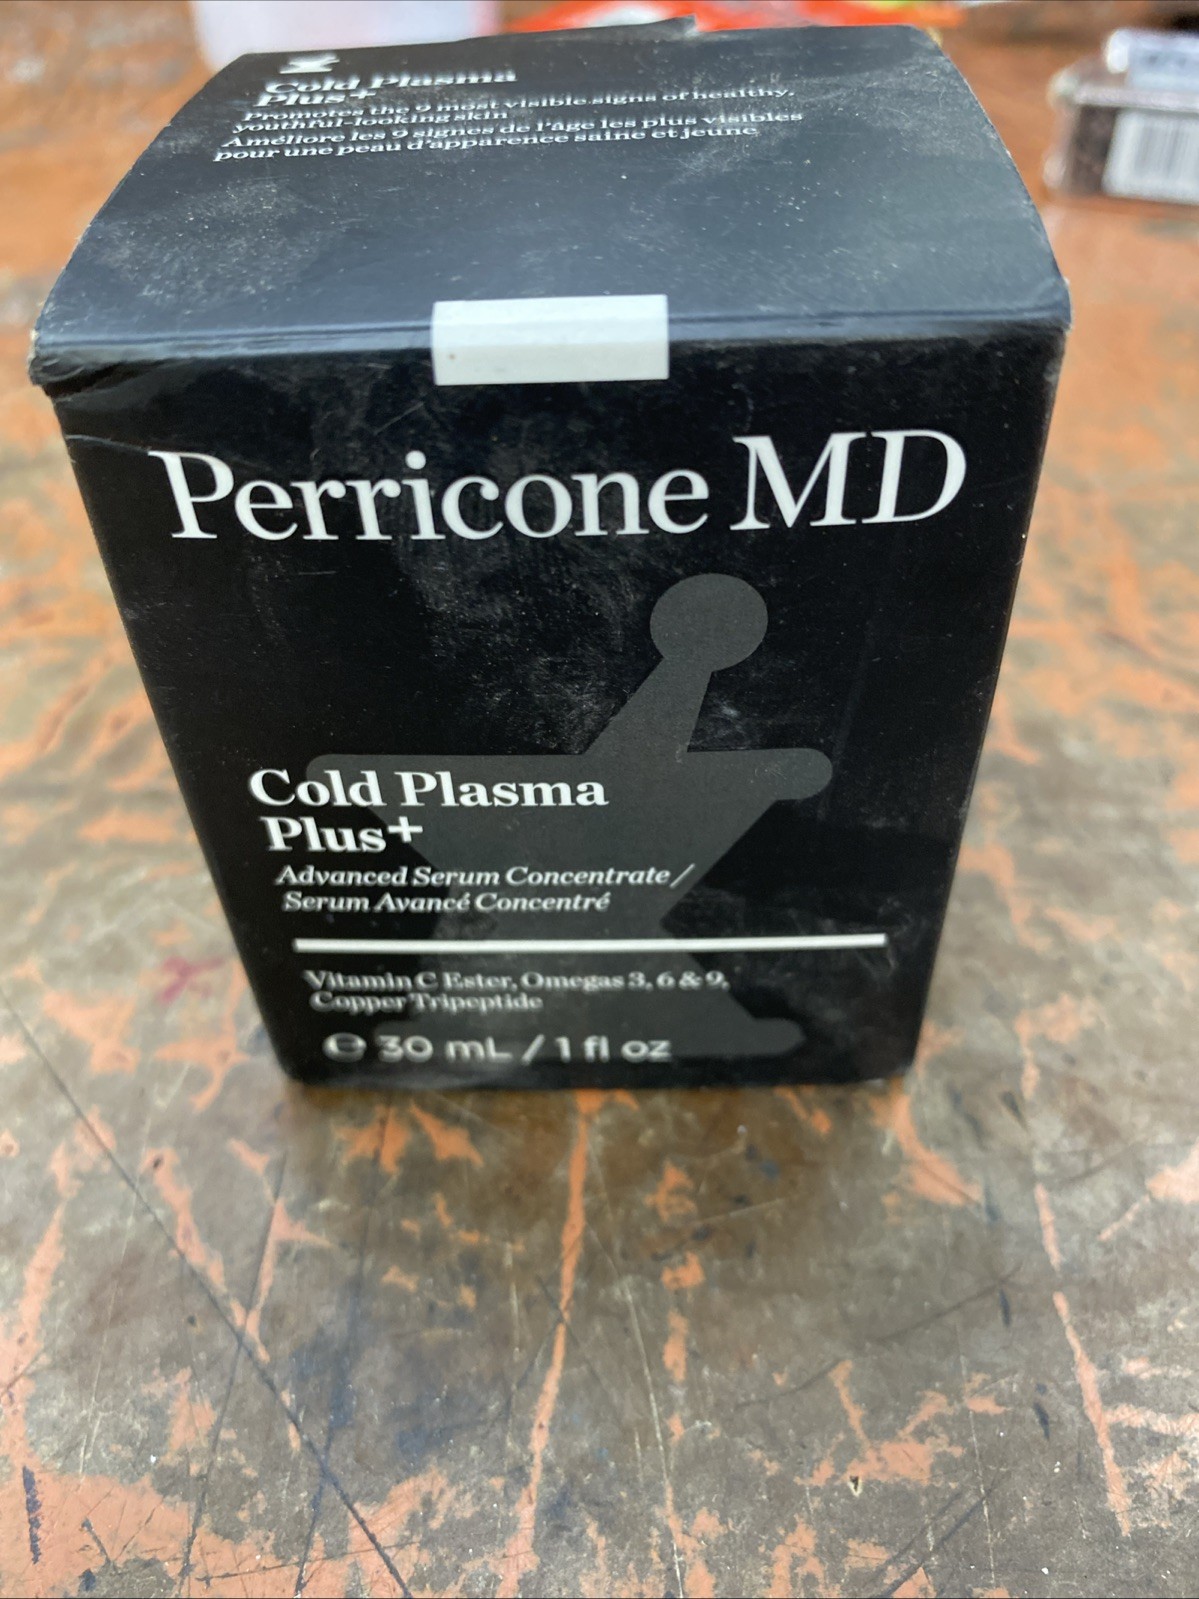 Cold Plasma
Plus+
Promotes the 9 most visible signs of healthy,
youthful-looking skin
Améliore les 9 signes de l'âge les plus visibles
pour une peau d'apparence saine et jeune
Perricone MD
Cold Plasma
Plus+
Advanced Serum Concentrate /
Serum Avancé Concentré
Vitamin C Ester, Omegas 3, 6 & 9,
Copper Tripeptide
℮ 30 mL / 1 fl oz